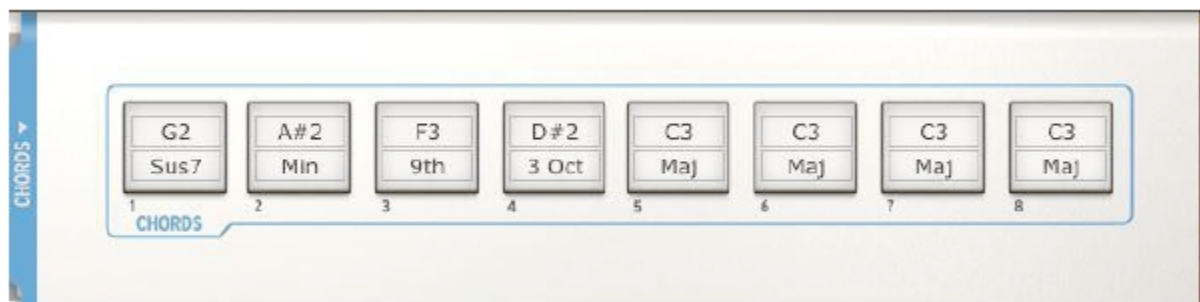 CHORDS ▼
G2 A#2 F3 D#2 C3 C3 C3 C3
Sus7 Min 9th 3 Oct Maj Maj Maj Maj
1 2 3 4 5 6 7 8
CHORDS